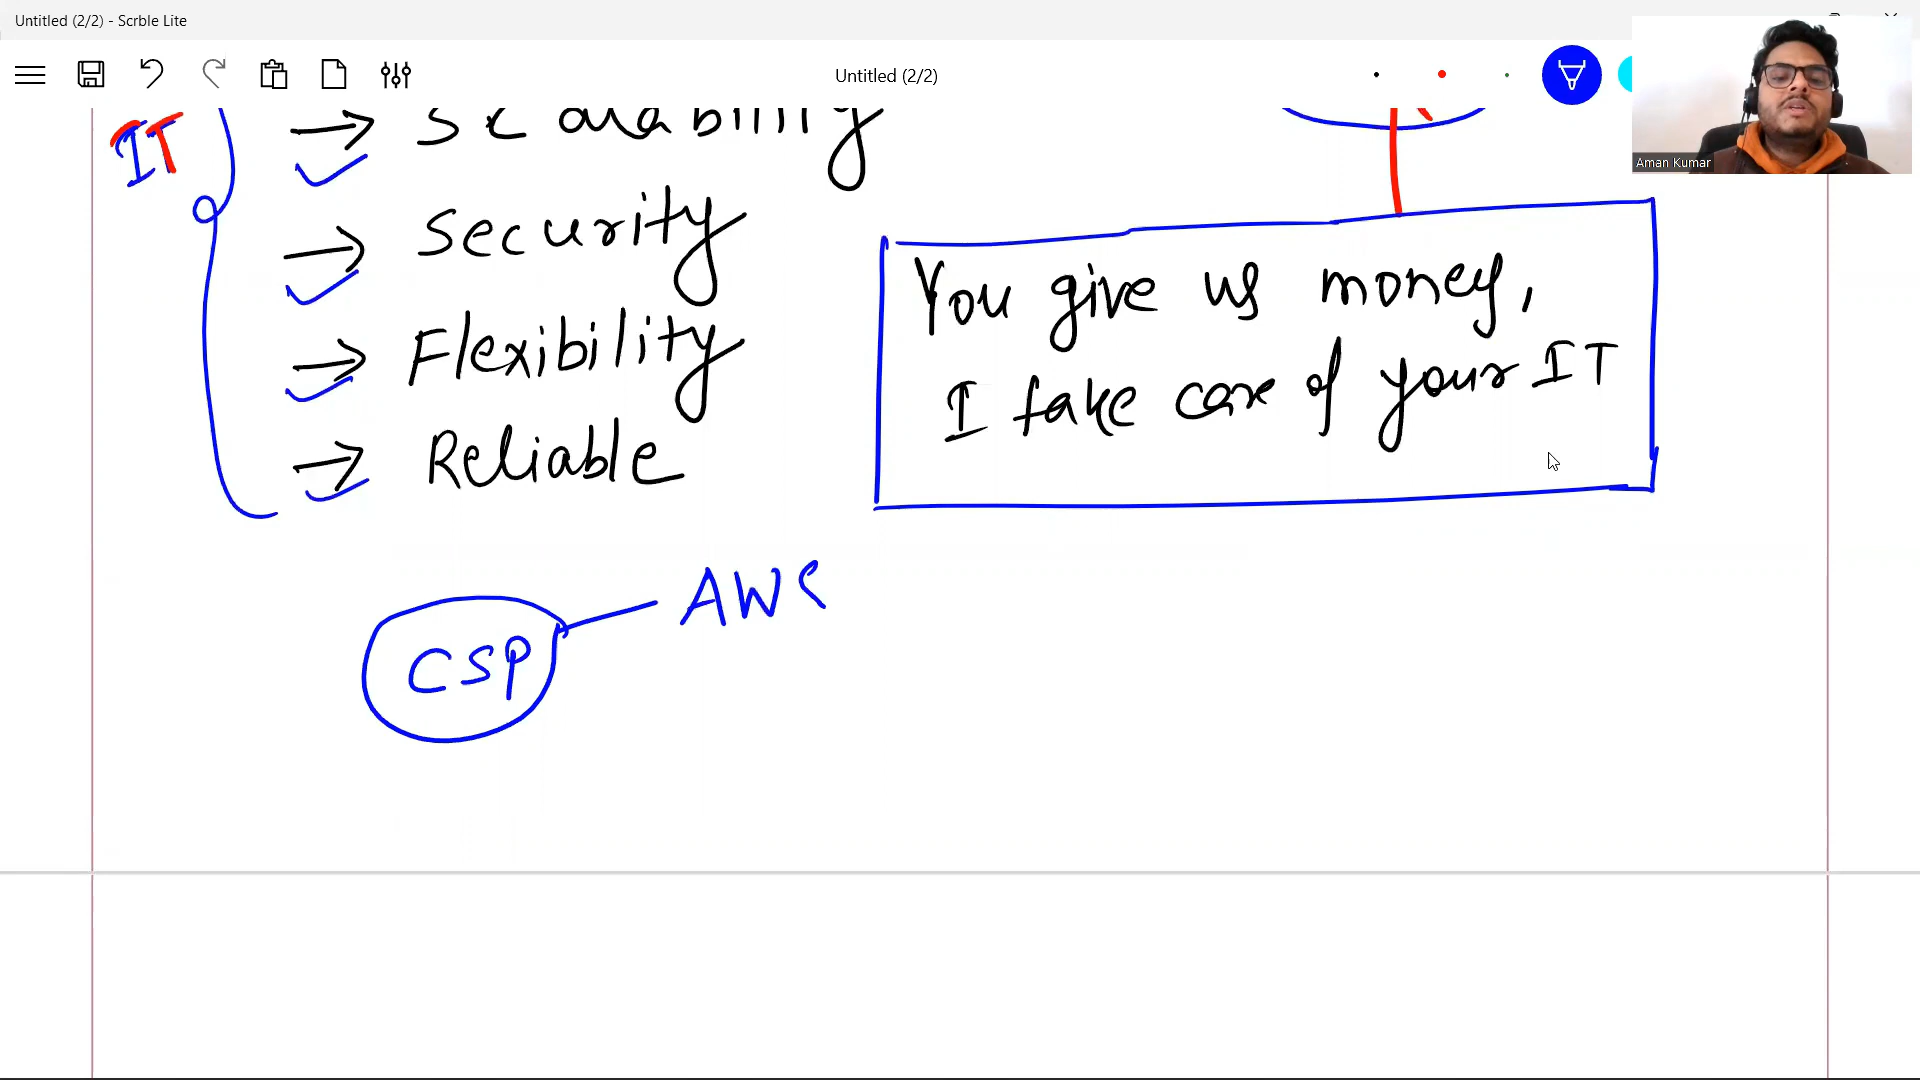 Untitled (2/2) - Scrble Lite
Untitled (2/2)
Aman Kumar
IT
Scalability
Security
Flexibility
Reliable
You give us money,
I take care of your IT
AWS
CSP